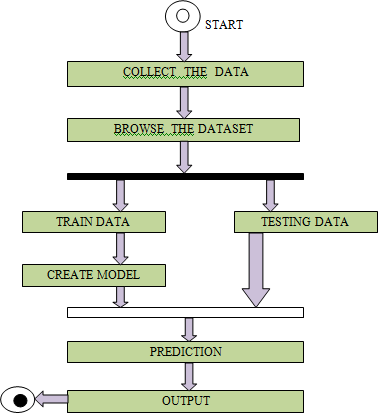 START
COLLECT THE DATA
BROWSE THE DATASET
TRAIN DATA
TESTING DATA
CREATE MODEL
PREDICTION
OUTPUT